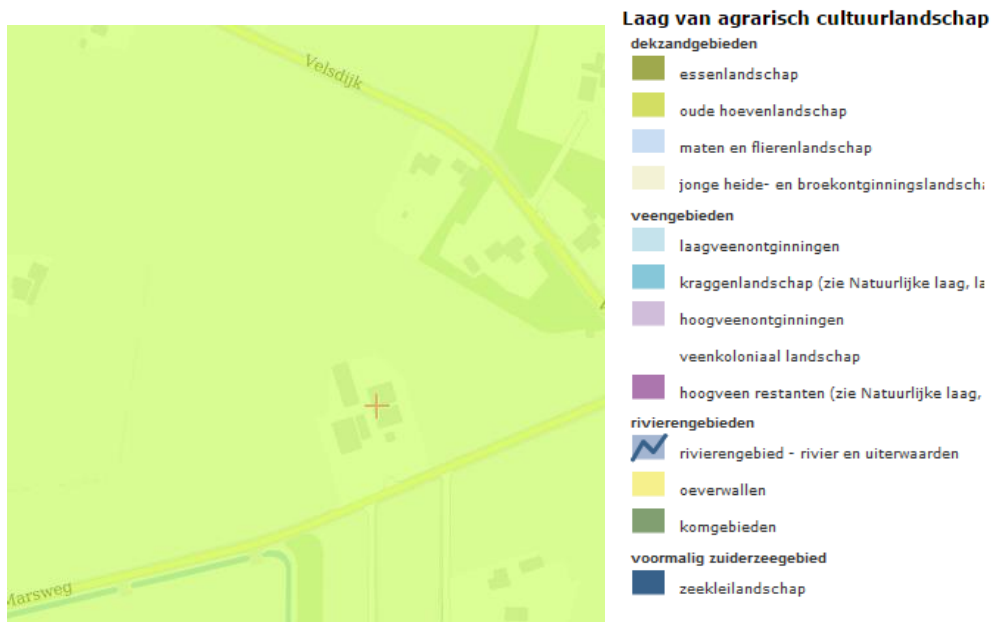 Laag van agrarisch cultuurlandschap
dekzandgebieden
essenlandschap
oude hoevenlandschap
maten en flierenlandschap
jonge heide- en broekontginningslandscha
veengebieden
laagveenontginningen
kraggenlandschap (zie Natuurlijke laag, la
hoogveenontginningen
veenkoloniaal landschap
hoogveen restanten (zie Natuurlijke laag,
rivierengebieden
rivierengebied - rivier en uiterwaarden
oeverwallen
komgebieden
voormalig zuiderzeegebied
zeekleilandschap
Velsdijk
Marsweg